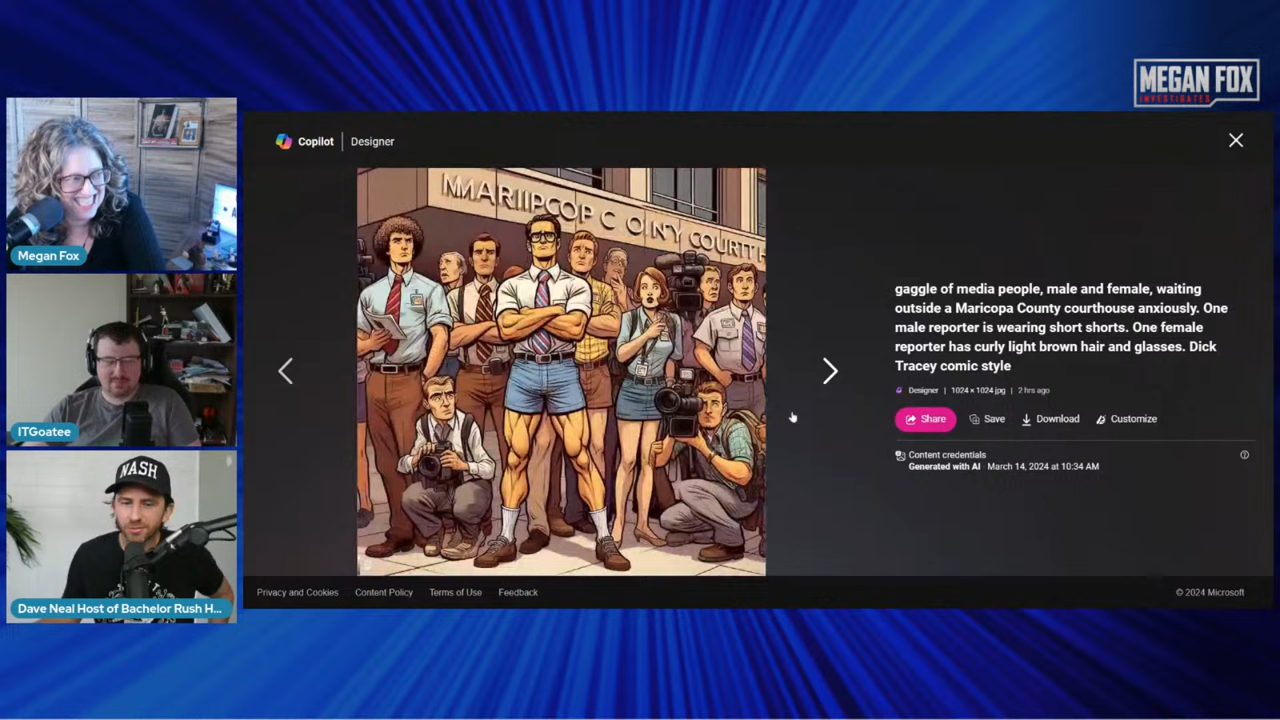 MEGAN FOX
INVESTIGATES
Copilot | Designer
MARIIPCOP C O N'Y COURTH
gaggle of media people, male and female, waiting
outside a Maricopa County courthouse anxiously. One
male reporter is wearing short shorts. One female
reporter has curly light brown hair and glasses. Dick
Tracey comic style
Designer | 1024 × 1024 jpg | 2 hrs ago
Share Save Download Customize
Content credentials
Generated with AI · March 14, 2024 at 10:34 AM
Megan Fox
ITGoatee
NASH
Dave Neal Host of Bachelor Rush H...
Privacy and Cookies Content Policy Terms of Use Feedback
© 2024 Microsoft